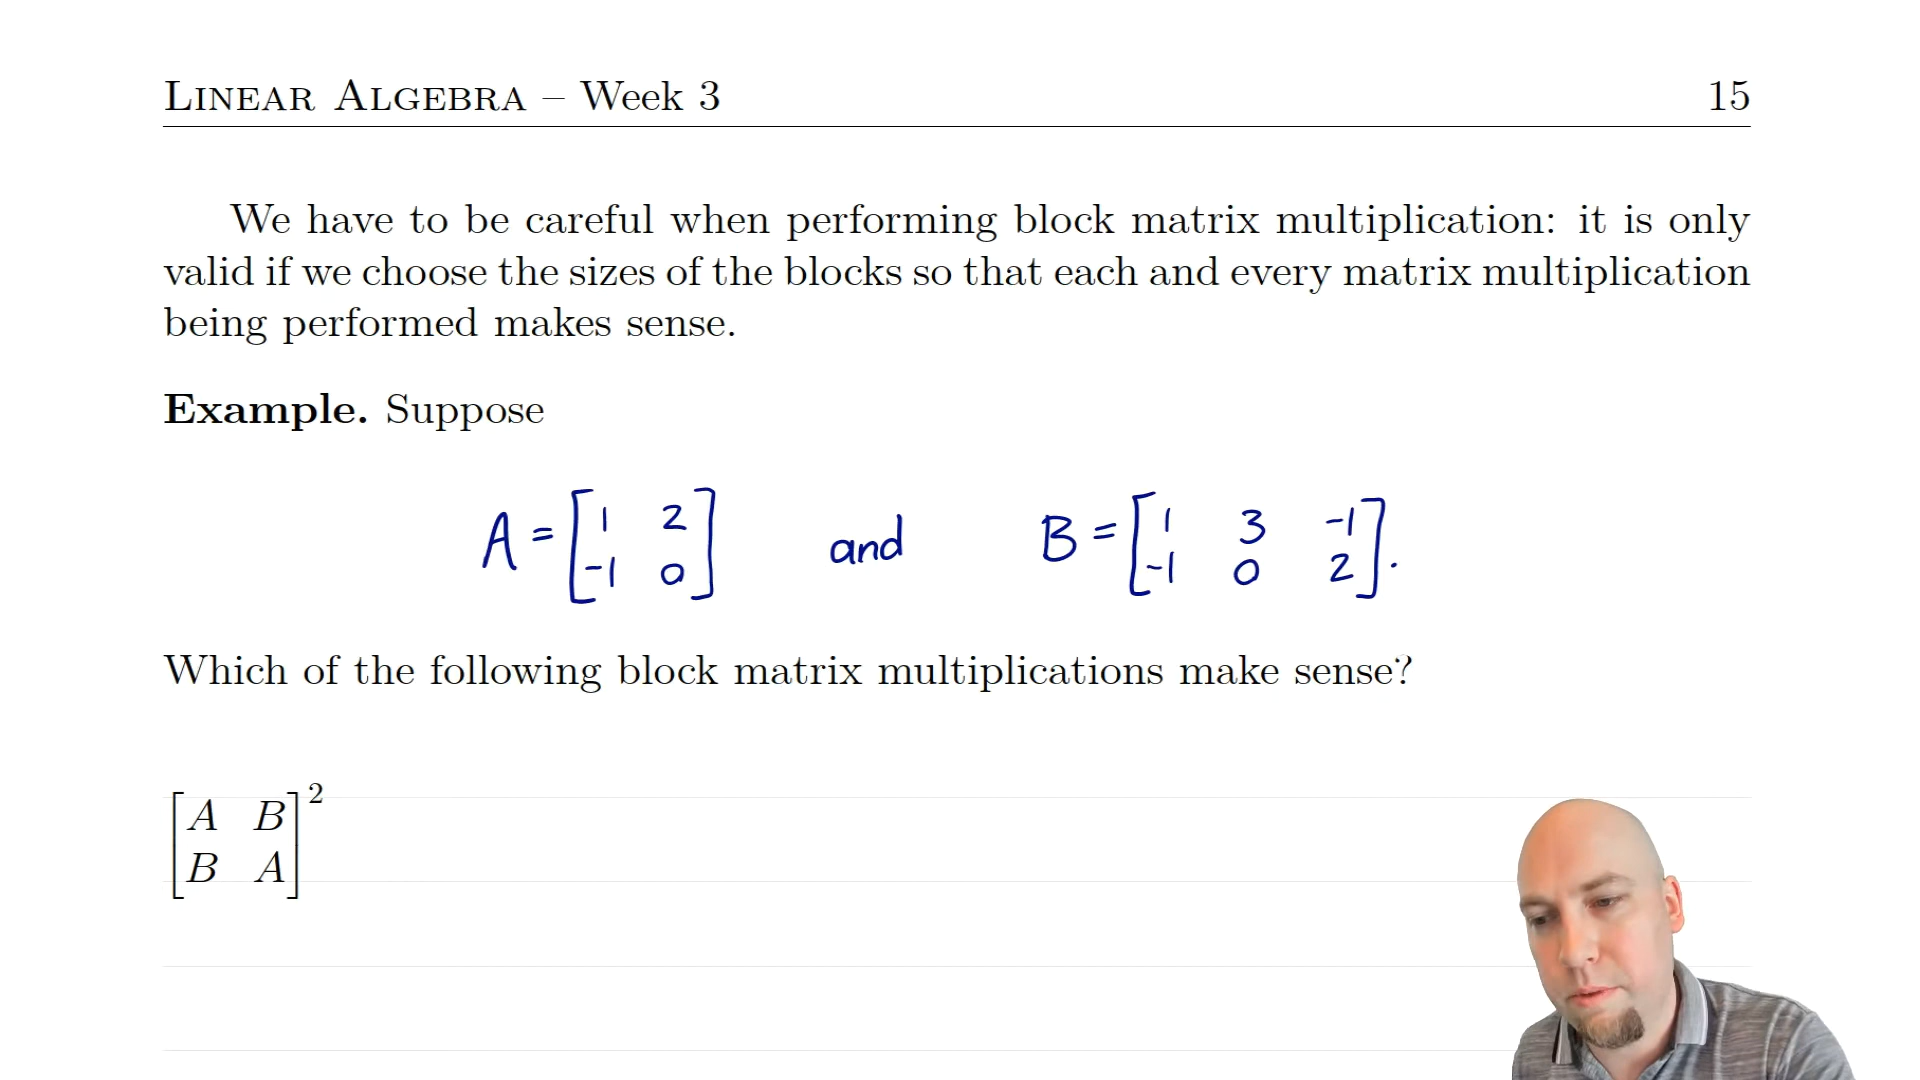 LINEAR ALGEBRA – Week 3 15
We have to be careful when performing block matrix multiplication: it is only
valid if we choose the sizes of the blocks so that each and every matrix multiplication
being performed makes sense.
Example. Suppose
A = [1 2; -1 0] and B = [1 3 -1; -1 0 2].
Which of the following block matrix multiplications make sense?
[A B; B A]²